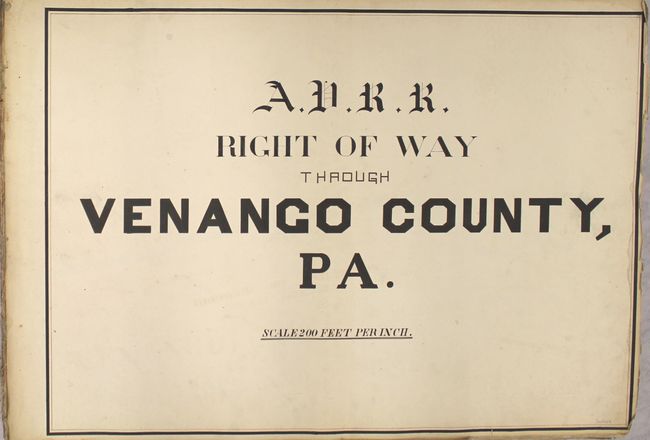 A.V.R.R.
RIGHT OF WAY
THROUGH
VENANGO COUNTY,
PA.
SCALE 200 FEET PER INCH.